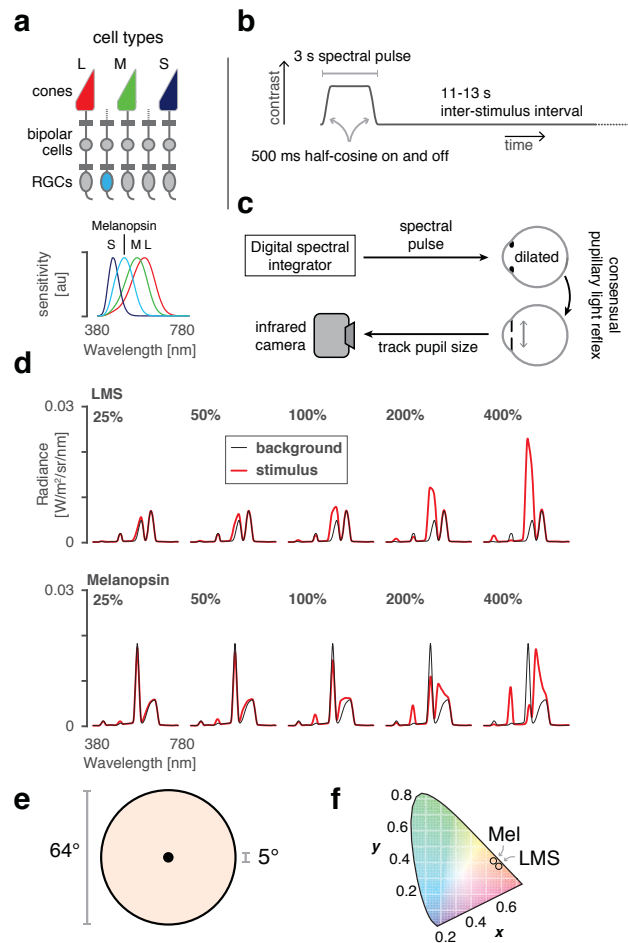 a
cell types
L M S
cones
bipolar
cells
RGCs
Melanopsin
S M L
sensitivity
[au]
380 780
Wavelength [nm]
b
3 s spectral pulse
contrast
11-13 s
inter-stimulus interval
time
500 ms half-cosine on and off
c
Digital spectral
integrator
spectral
pulse
dilated
consensual
pupillary light reflex
infrared
camera
track pupil size
d
LMS
0.03
25% 50% 100% 200% 400%
Radiance
[W/m²/sr/nm]
background
stimulus
0
0.03
Melanopsin
25% 50% 100% 200% 400%
0
380 780
Wavelength [nm]
e
64° 5°
f
0.8
0.6
y
0.4
0.2
Mel
LMS
0.2 0.4 0.6
x